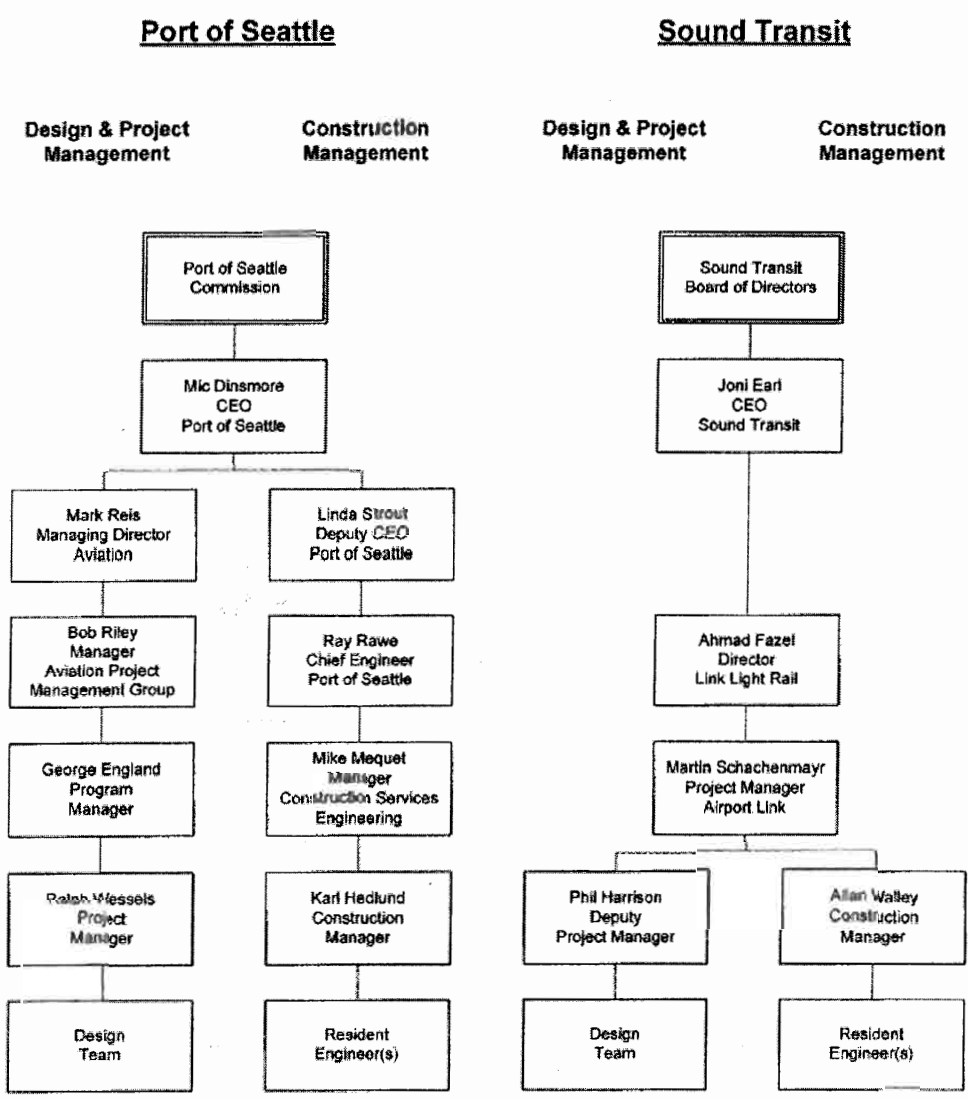 Port of Seattle
Sound Transit
Design & Project
Management
Construction
Management
Design & Project
Management
Construction
Management
Port of Seattle
Commission
Sound Transit
Board of Directors
Mic Dinsmore
CEO
Port of Seattle
Joni Earl
CEO
Sound Transit
Mark Reis
Managing Director
Aviation
Linda Strout
Deputy CEO
Port of Seattle
Bob Riley
Manager
Aviation Project
Management Group
Ray Rawe
Chief Engineer
Port of Seattle
Ahmad Fazel
Director
Link Light Rail
George England
Program
Manager
Mike Mequet
Manager
Construction Services
Engineering
Martin Schachenmayr
Project Manager
Airport Link
Ralph Wessels
Project
Manager
Karl Hedlund
Construction
Manager
Phil Harrison
Deputy
Project Manager
Allan Walley
Construction
Manager
Design
Team
Resident
Engineer(s)
Design
Team
Resident
Engineer(s)